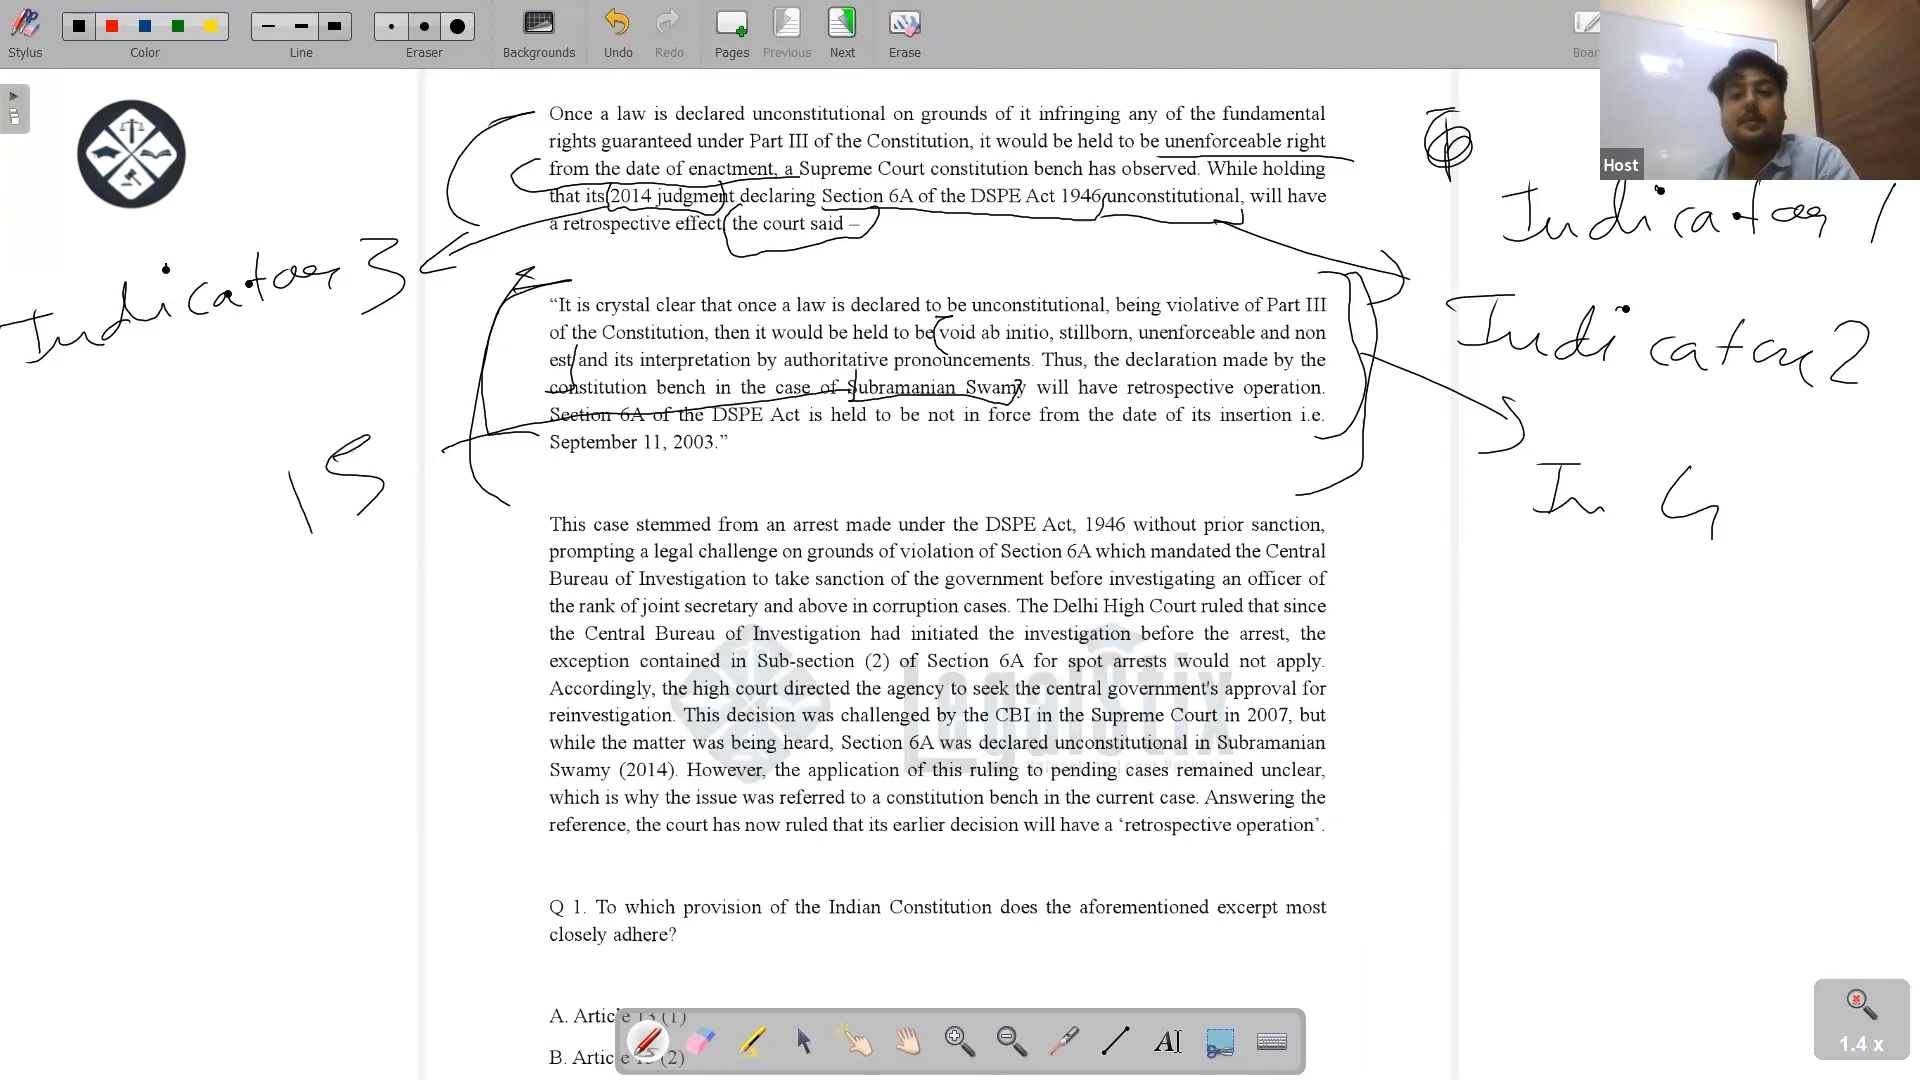 Stylus
Color
Line
Eraser
Backgrounds
Undo
Redo
Pages
Previous
Next
Erase
Host
Once a law is declared unconstitutional on grounds of it infringing any of the fundamental
rights guaranteed under Part III of the Constitution, it would be held to be unenforceable right
from the date of enactment, a Supreme Court constitution bench has observed. While holding
that its 2014 judgment declaring Section 6A of the DSPE Act 1946 unconstitutional, will have
a retrospective effect, the court said –
Indicator 1
Indicator 3
Indicator 2
“It is crystal clear that once a law is declared to be unconstitutional, being violative of Part III
of the Constitution, then it would be held to be void ab initio, stillborn, unenforceable and non
est and its interpretation by authoritative pronouncements. Thus, the declaration made by the
constitution bench in the case of Subramanian Swamy will have retrospective operation.
Section 6A of the DSPE Act is held to be not in force from the date of its insertion i.e.
September 11, 2003.”
In 4
This case stemmed from an arrest made under the DSPE Act, 1946 without prior sanction,
prompting a legal challenge on grounds of violation of Section 6A which mandated the Central
Bureau of Investigation to take sanction of the government before investigating an officer of
the rank of joint secretary and above in corruption cases. The Delhi High Court ruled that since
the Central Bureau of Investigation had initiated the investigation before the arrest, the
exception contained in Sub-section (2) of Section 6A for spot arrests would not apply.
Accordingly, the high court directed the agency to seek the central government's approval for
reinvestigation. This decision was challenged by the CBI in the Supreme Court in 2007, but
while the matter was being heard, Section 6A was declared unconstitutional in Subramanian
Swamy (2014). However, the application of this ruling to pending cases remained unclear,
which is why the issue was referred to a constitution bench in the current case. Answering the
reference, the court has now ruled that its earlier decision will have a ‘retrospective operation’.
LegalStix
Q 1. To which provision of the Indian Constitution does the aforementioned excerpt most
closely adhere?
A. Article 13 (1)
B. Article (2)
1.4 x